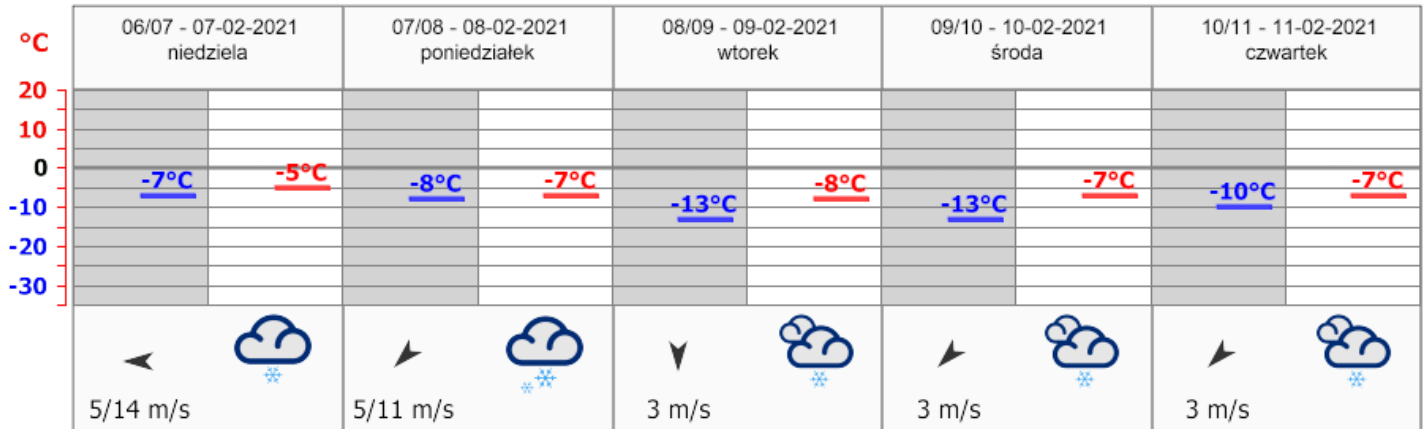 °C
06/07 - 07-02-2021
niedziela
07/08 - 08-02-2021
poniedziałek
08/09 - 09-02-2021
wtorek
09/10 - 10-02-2021
środa
10/11 - 11-02-2021
czwartek
20
10
0
-10
-20
-30
-7°C
-5°C
-8°C
-7°C
-13°C
-8°C
-13°C
-7°C
-10°C
-7°C
5/14 m/s
5/11 m/s
3 m/s
3 m/s
3 m/s